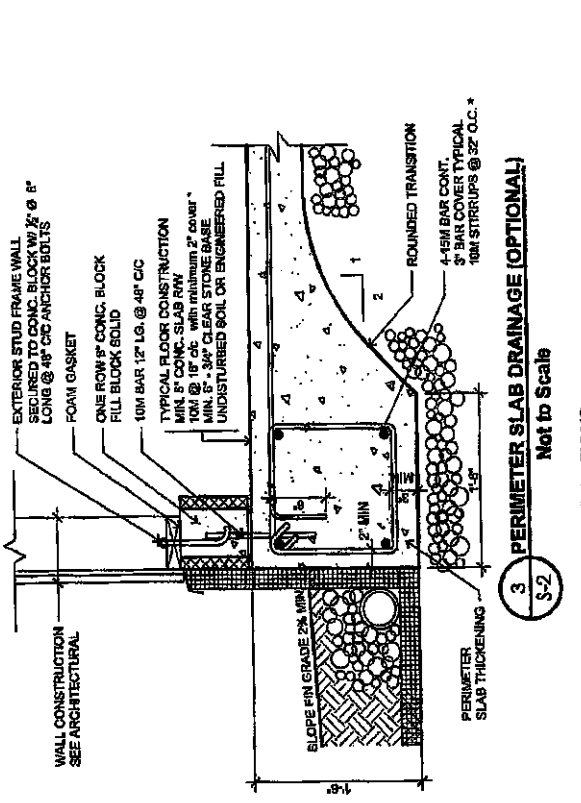 WALL CONSTRUCTION
SEE ARCHITECTURAL
EXTERIOR STUD FRAME WALL
SECURED TO CONC. BLOCK W/ ½" Ø 8"
LONG @ 48" C/C ANCHOR BOLTS
FOAM GASKET
ONE ROW 8" CONC. BLOCK
FILL BLOCK SOLID
10M BAR 12" LG. @ 48" C/C
TYPICAL FLOOR CONSTRUCTION
MIN. 5" CONC. SLAB R/W
10M @ 18" c/c with minimum 2" cover *
MIN. 6" - 3/4" CLEAR STONE BASE
UNDISTURBED SOIL OR ENGINEERED FILL
SLOPE FIN GRADE 2% MIN
6"
2" MIN
MIN
1'-6"
1'-6"
1
2
PERIMETER
SLAB THICKENING
ROUNDED TRANSITION
4-15M BAR CONT.
3" BAR COVER TYPICAL
10M STIRRUPS @ 32" O.C. *
3
S-2
PERIMETER SLAB DRAINAGE (OPTIONAL)
Not to Scale